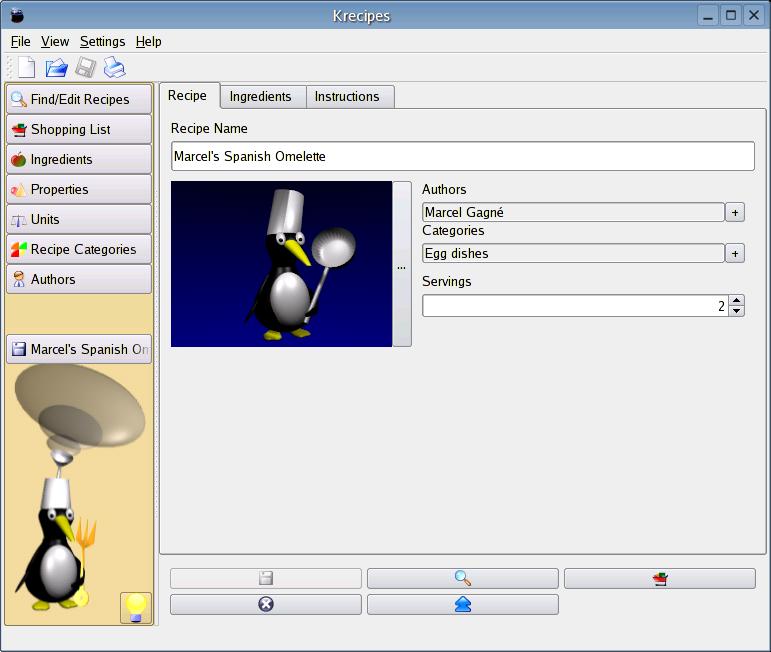 Krecipes
File View Settings Help
Find/Edit Recipes
Shopping List
Ingredients
Properties
Units
Recipe Categories
Authors
Marcel's Spanish Om
Recipe Ingredients Instructions
Recipe Name
Marcel's Spanish Omelette
...
Authors
Marcel Gagné
+
Categories
Egg dishes
+
Servings
2